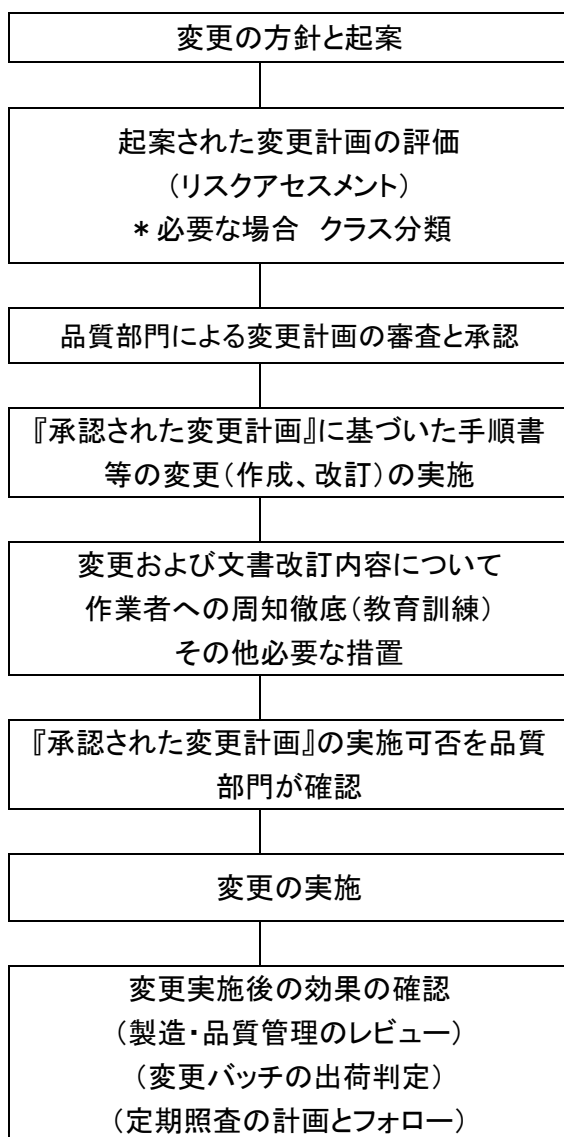 変更の方針と起案
起案された変更計画の評価
(リスクアセスメント)
＊必要な場合　クラス分類
品質部門による変更計画の審査と承認
『承認された変更計画』に基づいた手順書
等の変更(作成、改訂)の実施
変更および文書改訂内容について
作業者への周知徹底(教育訓練)
その他必要な措置
『承認された変更計画』の実施可否を品質
部門が確認
変更の実施
変更実施後の効果の確認
(製造・品質管理のレビュー)
(変更バッチの出荷判定)
(定期照査の計画とフォロー)